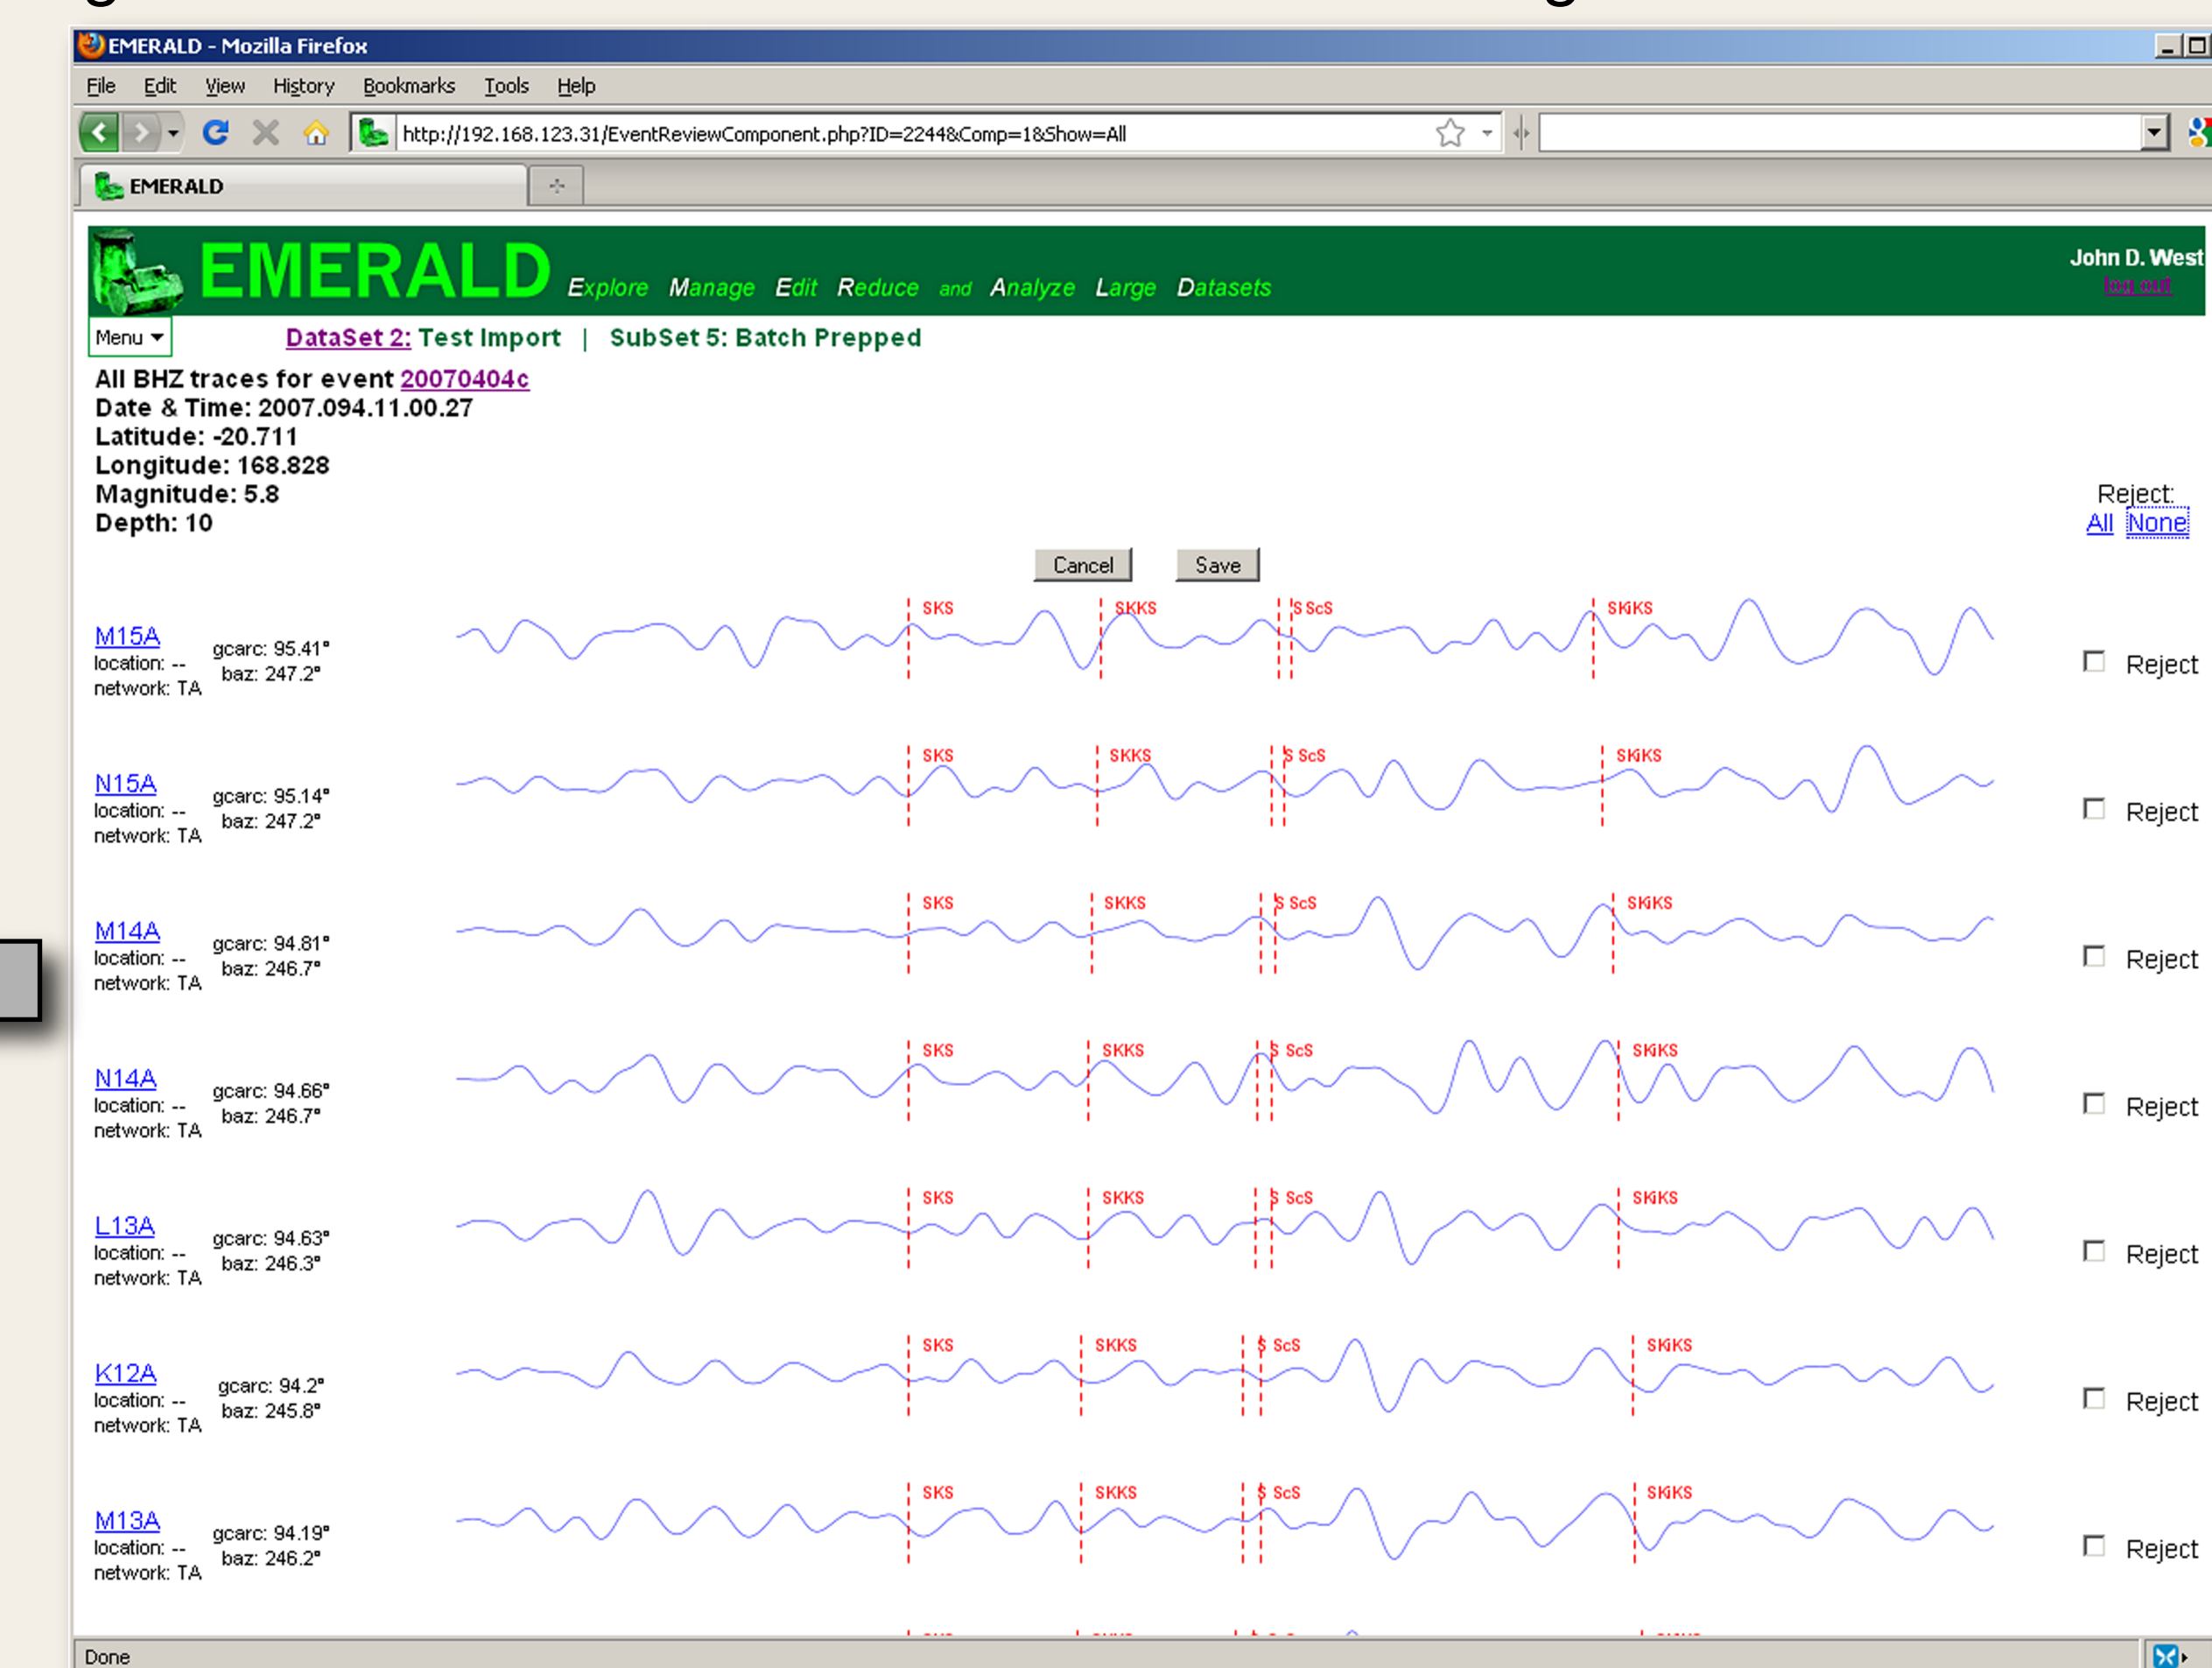 EMERALD - Mozilla Firefox
File Edit View History Bookmarks Tools Help
http://192.168.123.31/EventReviewComponent.php?ID=2244&Comp=1&Show=All
EMERALD
EMERALD Explore Manage Edit Reduce and Analyze Large Datasets
John D. West
log out
Menu
DataSet 2: Test Import | SubSet 5: Batch Prepped
All BHZ traces for event 20070404c
Date & Time: 2007.094.11.00.27
Latitude: -20.711
Longitude: 168.828
Magnitude: 5.8
Depth: 10
Reject:
All None
Cancel Save
SKS SKKS S ScS SKiKS
M15A
location: --
network: TA
gcarc: 95.41°
baz: 247.2°
Reject
SKS SKKS S ScS SKiKS
N15A
location: --
network: TA
gcarc: 95.14°
baz: 247.2°
Reject
SKS SKKS S ScS SKiKS
M14A
location: --
network: TA
gcarc: 94.81°
baz: 246.7°
Reject
SKS SKKS S ScS SKiKS
N14A
location: --
network: TA
gcarc: 94.66°
baz: 246.7°
Reject
SKS SKKS S ScS SKiKS
L13A
location: --
network: TA
gcarc: 94.63°
baz: 246.3°
Reject
SKS SKKS S ScS SKiKS
K12A
location: --
network: TA
gcarc: 94.2°
baz: 245.8°
Reject
SKS SKKS S ScS SKiKS
M13A
location: --
network: TA
gcarc: 94.19°
baz: 246.2°
Reject
Done